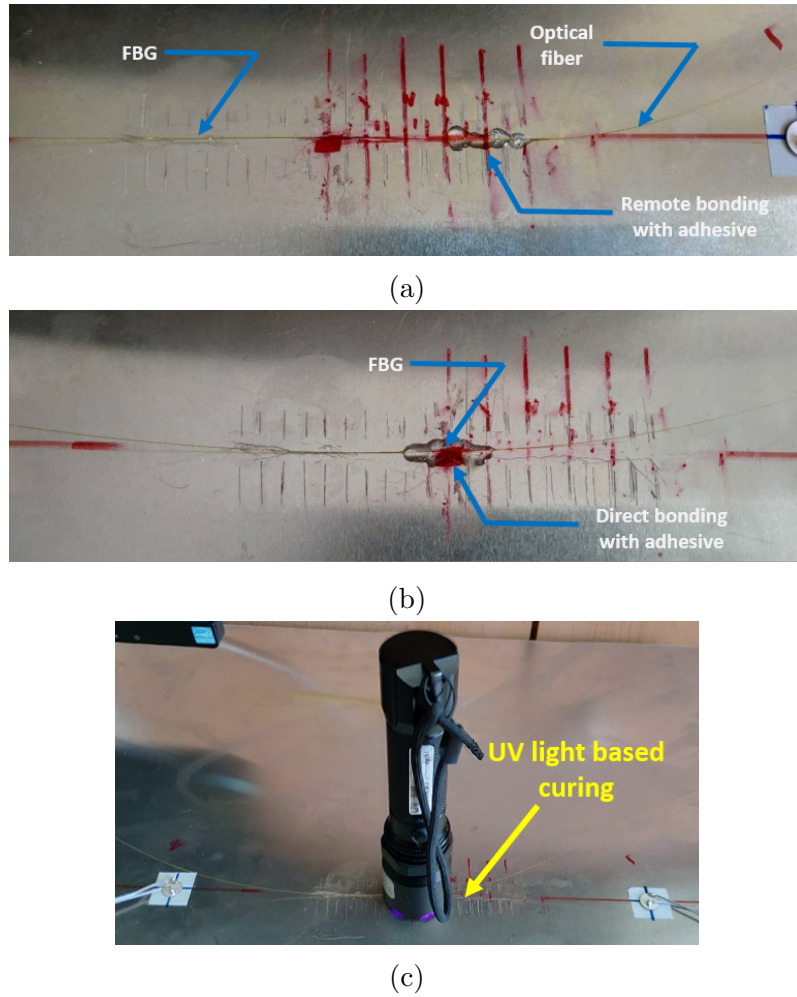 FBG
Optical
fiber
Remote bonding
with adhesive
(a)
FBG
Direct bonding
with adhesive
(b)
UV light based
curing
(c)